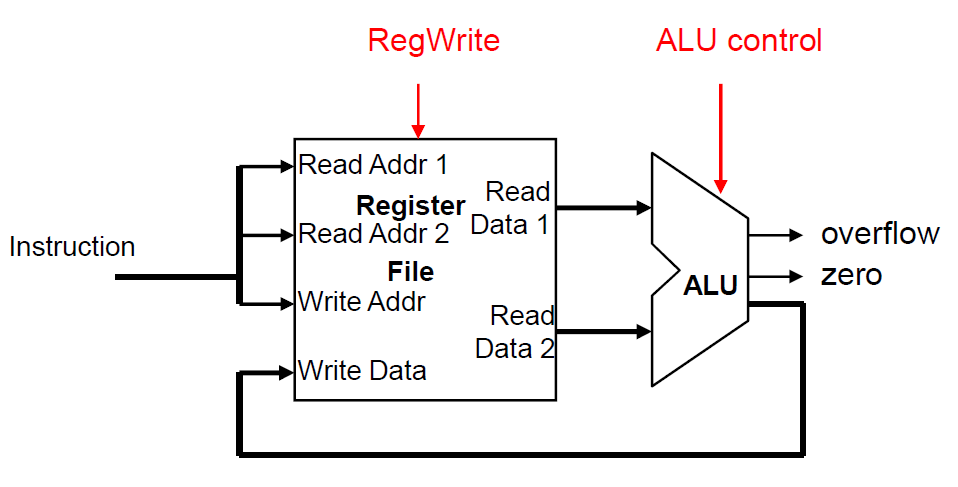 RegWrite
ALU control
Instruction
Read Addr 1
Register
Read Addr 2
File
Write Addr
Write Data
Read
Data 1
Read
Data 2
ALU
overflow
zero